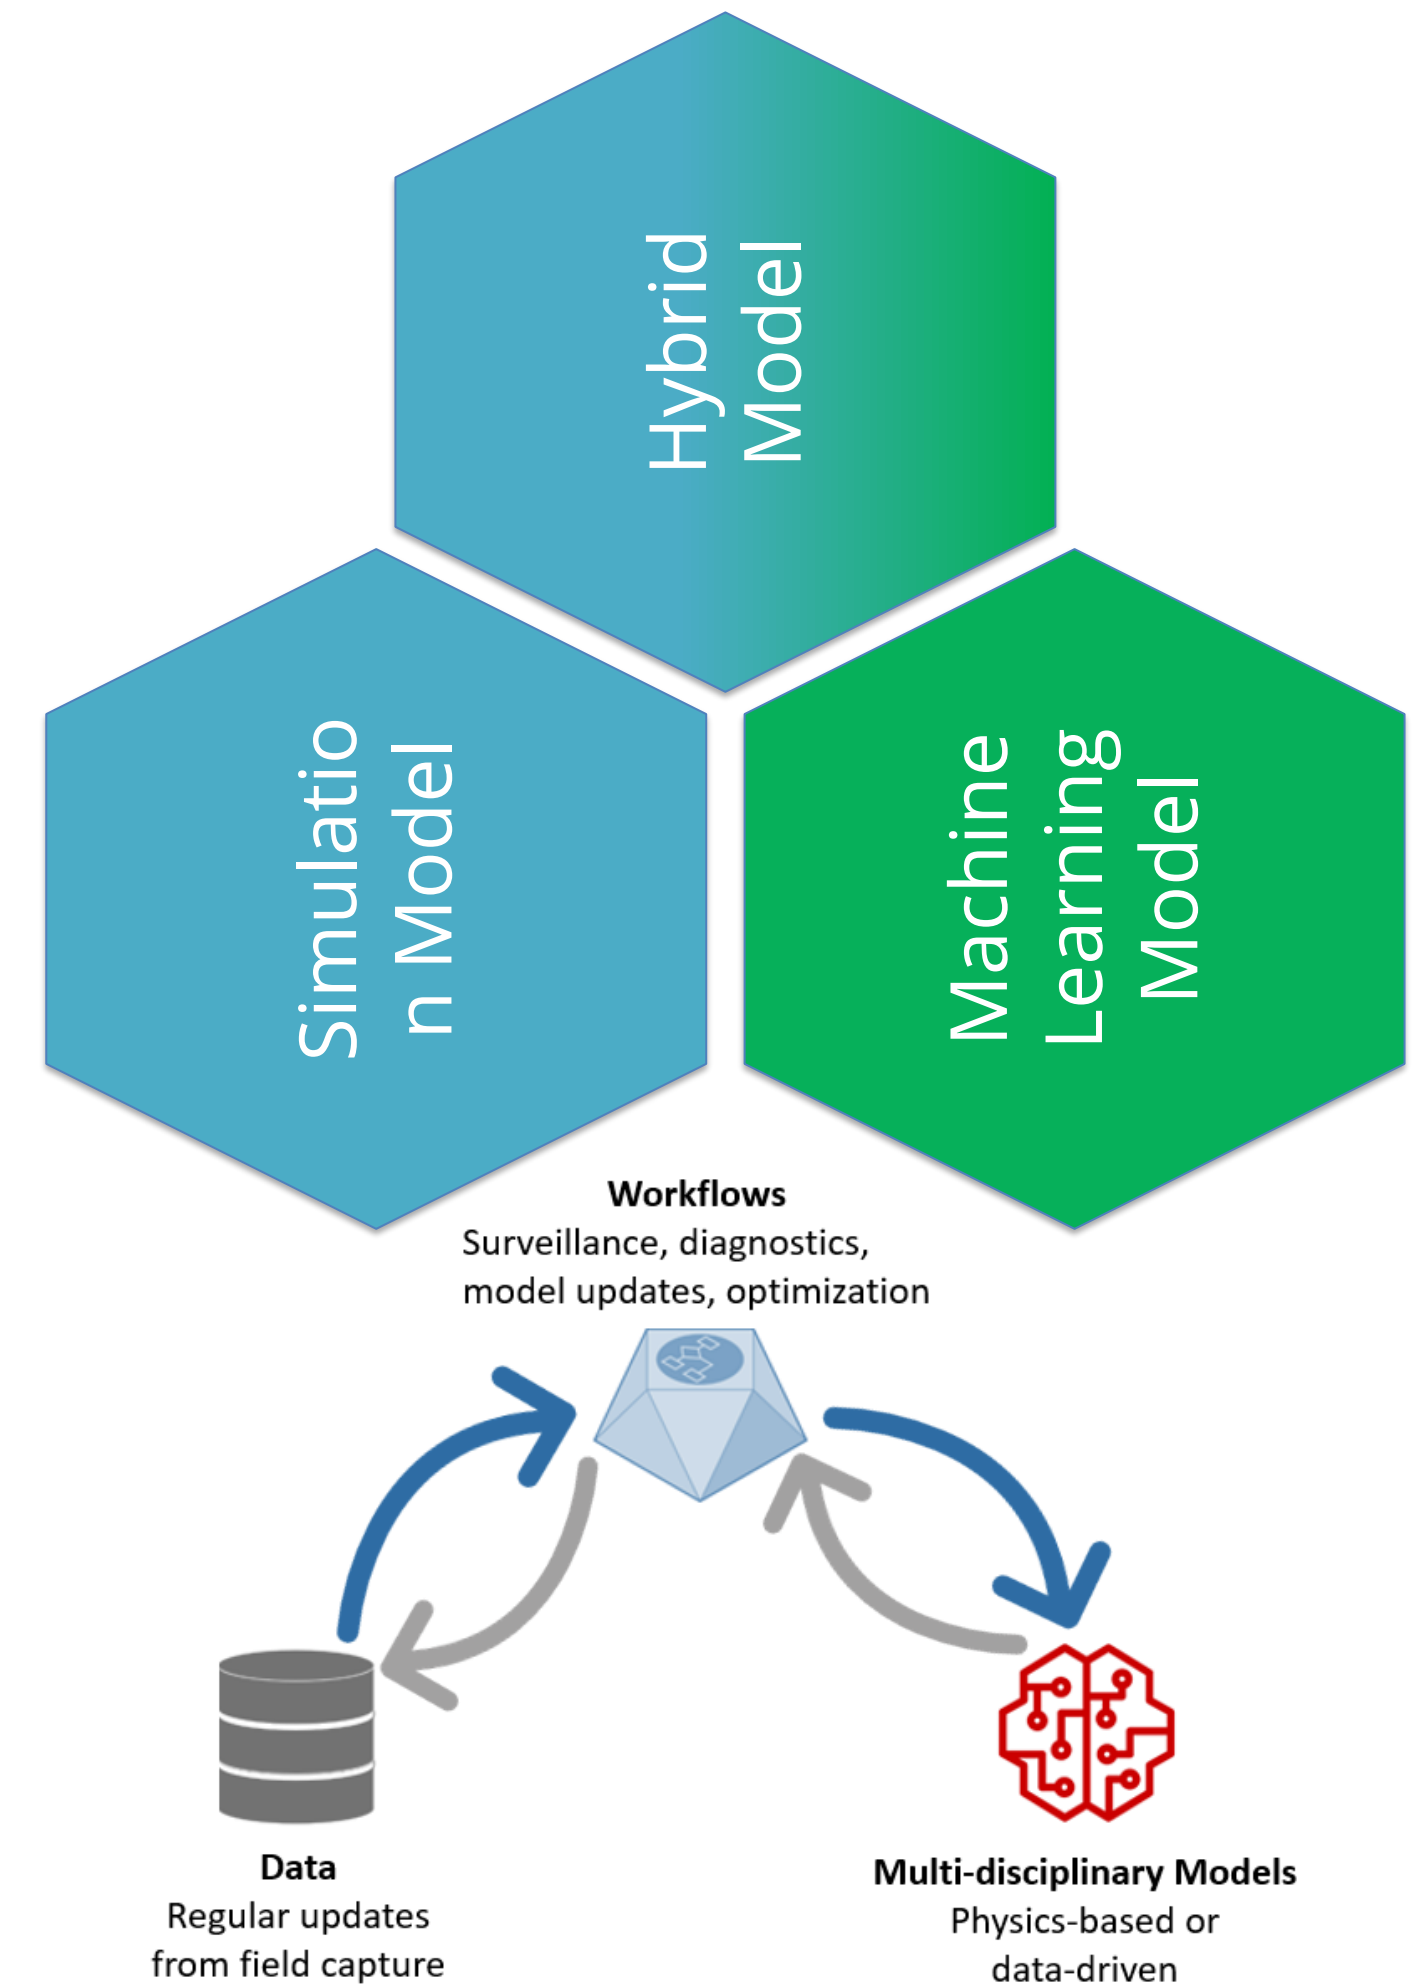 Hybrid
Model
Simulatio
n Model
Machine
Learning
Model
Workflows
Surveillance, diagnostics,
model updates, optimization
Data
Regular updates
from field capture
Multi-disciplinary Models
Physics-based or
data-driven